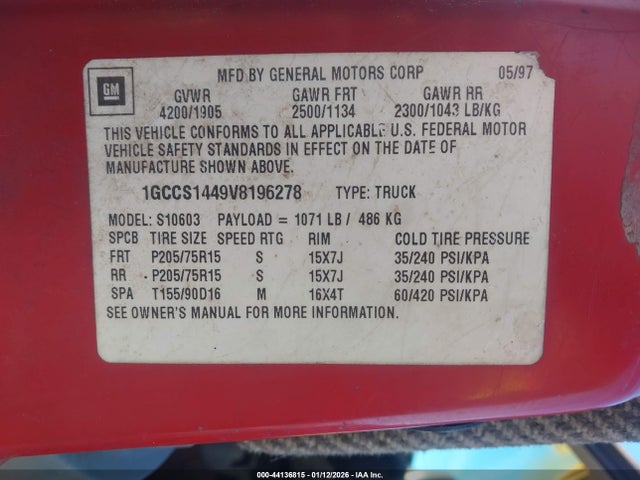 MFD BY GENERAL MOTORS CORP 05/97
GM
GVWR GAWR FRT GAWR RR
4200/1905 2500/1134 2300/1043 LB/KG
THIS VEHICLE CONFORMS TO ALL APPLICABLE U.S. FEDERAL MOTOR
VEHICLE SAFETY STANDARDS IN EFFECT ON THE DATE OF
MANUFACTURE SHOWN ABOVE.
1GCCS1449V8196278 TYPE: TRUCK
MODEL: S10603 PAYLOAD = 1071 LB / 486 KG
SPCB TIRE SIZE SPEED RTG RIM COLD TIRE PRESSURE
FRT P205/75R15 S 15X7J 35/240 PSI/KPA
RR P205/75R15 S 15X7J 35/240 PSI/KPA
SPA T155/90D16 M 16X4T 60/420 PSI/KPA
SEE OWNER'S MANUAL FOR MORE INFORMATION.
000-44136815 - 01/12/2026 - IAA Inc.